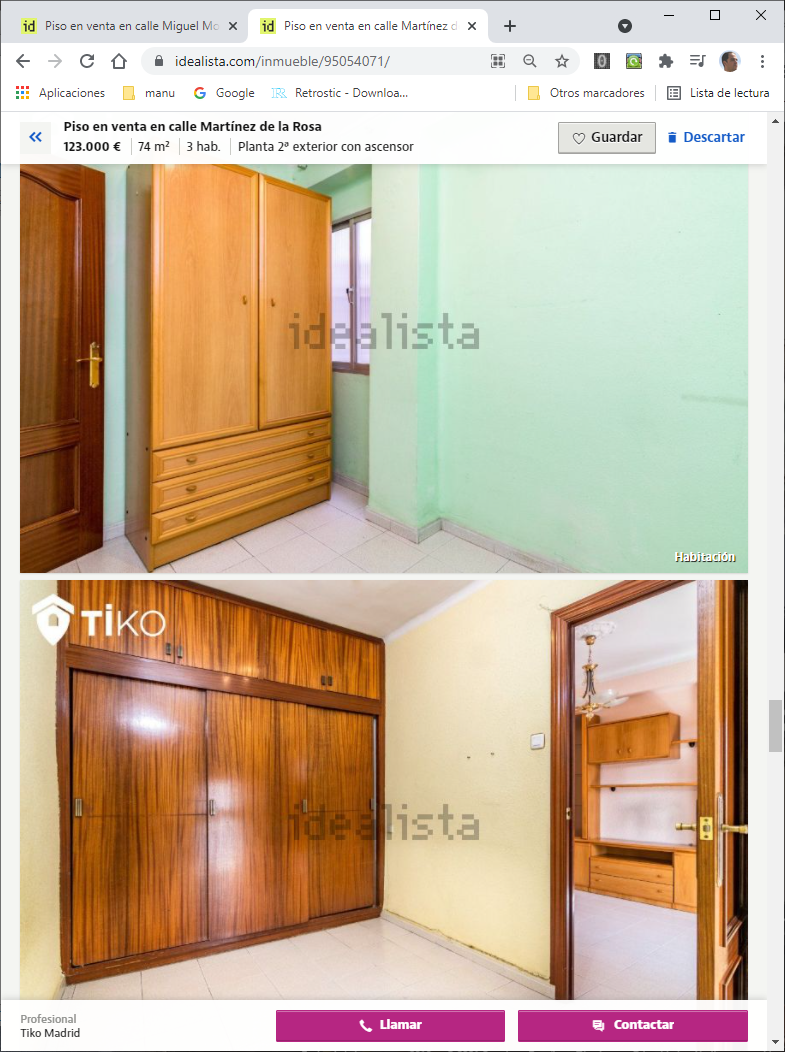 Piso en venta en calle Miguel Mo
Piso en venta en calle Martínez d
idealista.com/inmueble/95054071/
Aplicaciones
manu
Google
Retrostic - Downloa...
Otros marcadores
Lista de lectura
Piso en venta en calle Martínez de la Rosa
123.000 € 74 m² 3 hab. Planta 2ª exterior con ascensor
Guardar
Descartar
idealista
Habitación
TiKO
idealista
Profesional
Tiko Madrid
Llamar
Contactar